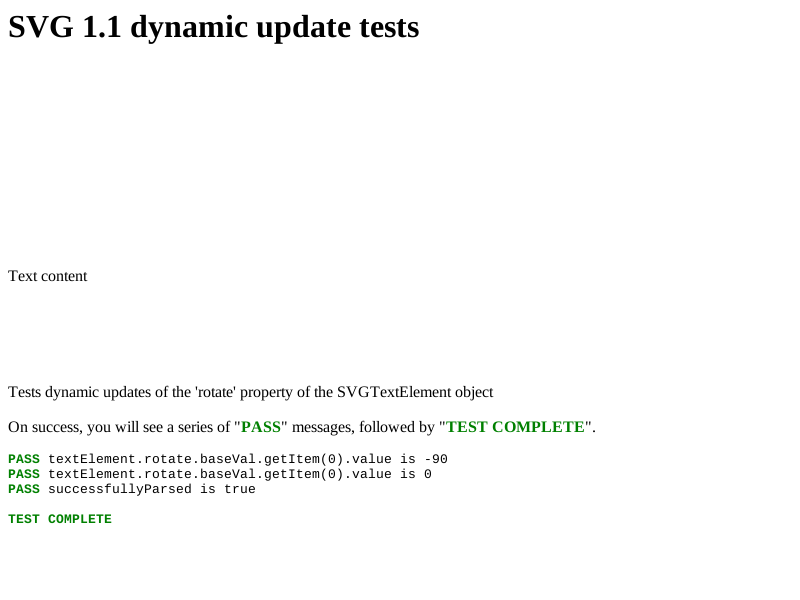 SVG 1.1 dynamic update tests
Text content
Tests dynamic updates of the 'rotate' property of the SVGTextElement object
On success, you will see a series of "PASS" messages, followed by "TEST COMPLETE".
PASS textElement.rotate.baseVal.getItem(0).value is -90
PASS textElement.rotate.baseVal.getItem(0).value is 0
PASS successfullyParsed is true
TEST COMPLETE